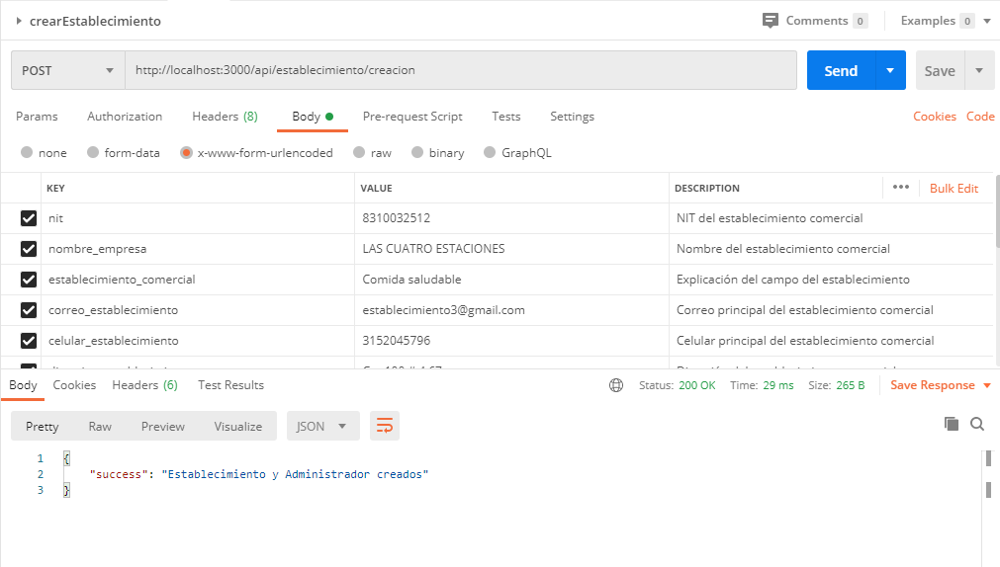 crearEstablecimiento Comments 0 Examples 0
POST http://localhost:3000/api/establecimiento/creacion Send Save
Params Authorization Headers (8) Body Pre-request Script Tests Settings Cookies Code
none form-data x-www-form-urlencoded raw binary GraphQL
KEY VALUE DESCRIPTION ••• Bulk Edit
nit 8310032512 NIT del establecimiento comercial
nombre_empresa LAS CUATRO ESTACIONES Nombre del establecimiento comercial
establecimiento_comercial Comida saludable Explicación del campo del establecimiento
correo_establecimiento establecimiento3@gmail.com Correo principal del establecimiento comercial
celular_establecimiento 3152045796 Celular principal del establecimiento comercial
Body Cookies Headers (6) Test Results Status: 200 OK Time: 29 ms Size: 265 B Save Response
Pretty Raw Preview Visualize JSON
1 {
2 "success": "Establecimiento y Administrador creados"
3 }